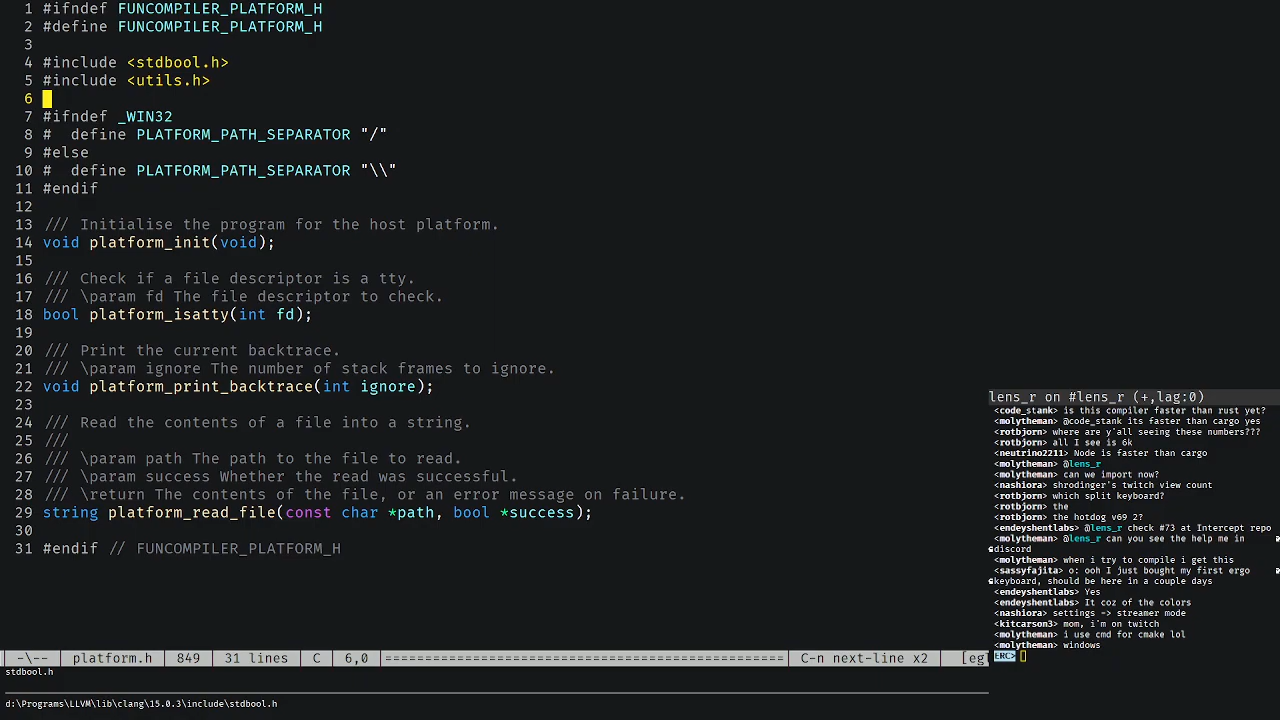 1 #ifndef FUNCOMPILER_PLATFORM_H
2 #define FUNCOMPILER_PLATFORM_H
3
4 #include <stdbool.h>
5 #include <utils.h>
6
7 #ifndef _WIN32
8 #  define PLATFORM_PATH_SEPARATOR "/"
9 #else
10 #  define PLATFORM_PATH_SEPARATOR "\\"
11 #endif
12
13 /// Initialise the program for the host platform.
14 void platform_init(void);
15
16 /// Check if a file descriptor is a tty.
17 /// \param fd The file descriptor to check.
18 bool platform_isatty(int fd);
19
20 /// Print the current backtrace.
21 /// \param ignore The number of stack frames to ignore.
22 void platform_print_backtrace(int ignore);
23
24 /// Read the contents of a file into a string.
25 ///
26 /// \param path The path to the file to read.
27 /// \param success Whether the read was successful.
28 /// \return The contents of the file, or an error message on failure.
29 string platform_read_file(const char *path, bool *success);
30
31 #endif // FUNCOMPILER_PLATFORM_H
-\-- platform.h 849 31 lines C 6,0 =========================================== C-n next-line x2 [eg
stdbool.h
d:\Programs\LLVM\lib\clang\15.0.3\include\stdbool.h
lens_r on #lens_r (+,lag:0)
<code_stank> is this compiler faster than rust yet?
<molytheman> @code_stank its faster than cargo yes
<rotbjorn> where are y'all seeing these numbers???
<rotbjorn> all I see is 6k
<neutrino2211> Node is faster than cargo
<molytheman> @lens_r
<molytheman> can we import now?
<nashiora> shrodinger's twitch view count
<rotbjorn> which split keyboard?
<rotbjorn> the
<rotbjorn> the hotdog v69 2?
<endeyshentlabs> @lens_r check #73 at Intercept repo
<molytheman> @lens_r can you see the help me in
discord
<molytheman> when i try to compile i get this
<sassyfajita> o: ooh I just bought my first ergo
keyboard, should be here in a couple days
<endeyshentlabs> Yes
<endeyshentlabs> It coz of the colors
<nashiora> settings -> streamer mode
<kitcarson3> mom, i'm on twitch
<molytheman> i use cmd for cmake lol
<molytheman> windows
ERC>